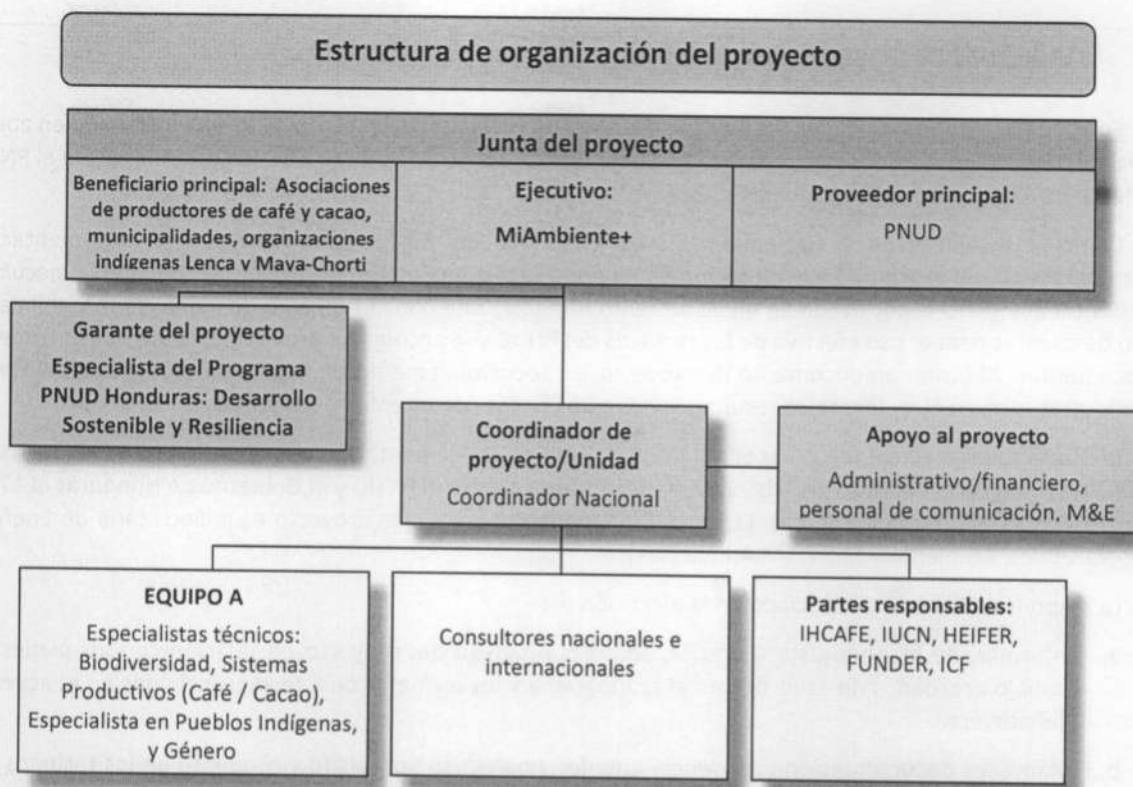 Estructura de organización del proyecto
Junta del proyecto
Beneficiario principal: Asociaciones
de productores de café y cacao,
municipalidades, organizaciones
indígenas Lenca y Maya-Chorti
Ejecutivo:
MiAmbiente+
Proveedor principal:
PNUD
Garante del proyecto
Especialista del Programa
PNUD Honduras: Desarrollo
Sostenible y Resiliencia
Coordinador de
proyecto/Unidad
Coordinador Nacional
Apoyo al proyecto
Administrativo/financiero,
personal de comunicación, M&E
EQUIPO A
Especialistas técnicos:
Biodiversidad, Sistemas
Productivos (Café / Cacao),
Especialista en Pueblos Indígenas,
y Género
Consultores nacionales e
internacionales
Partes responsables:
IHCAFE, IUCN, HEIFER,
FUNDER, ICF